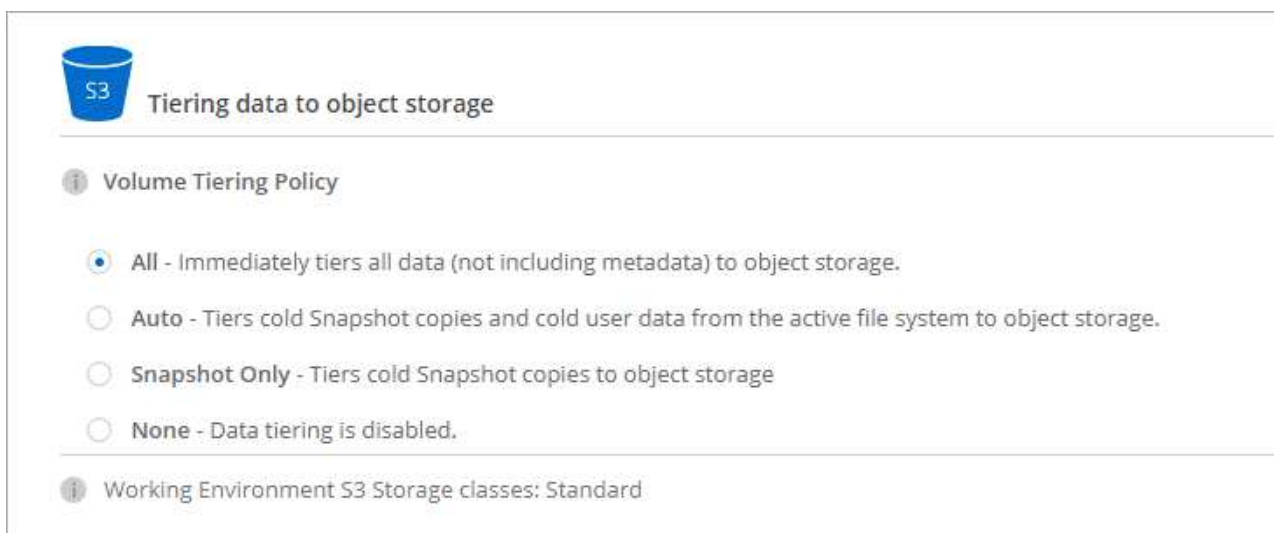 S3
Tiering data to object storage
Volume Tiering Policy
All - Immediately tiers all data (not including metadata) to object storage.
Auto - Tiers cold Snapshot copies and cold user data from the active file system to object storage.
Snapshot Only - Tiers cold Snapshot copies to object storage
None - Data tiering is disabled.
Working Environment S3 Storage classes: Standard